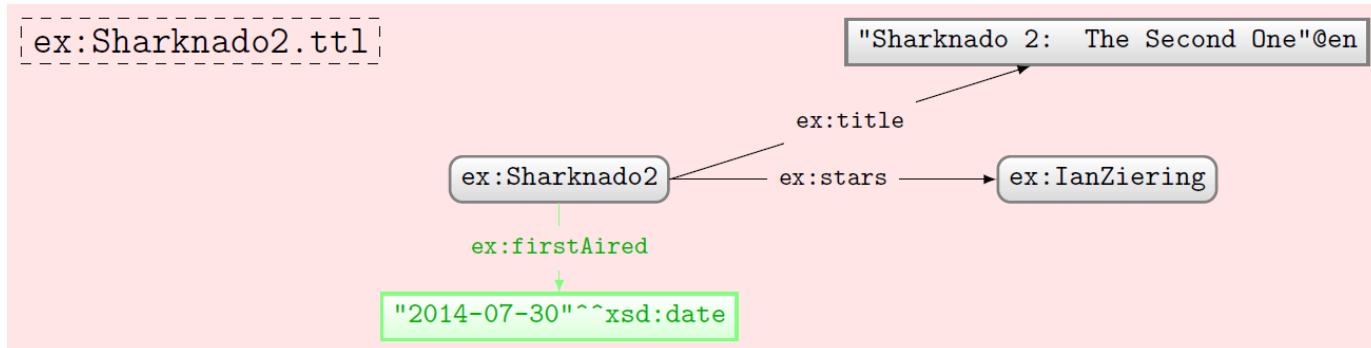 ex:Sharknado2.ttl
"Sharknado 2:  The Second One"@en
ex:title
ex:Sharknado2
ex:stars
ex:IanZiering
ex:firstAired
"2014-07-30"^^xsd:date